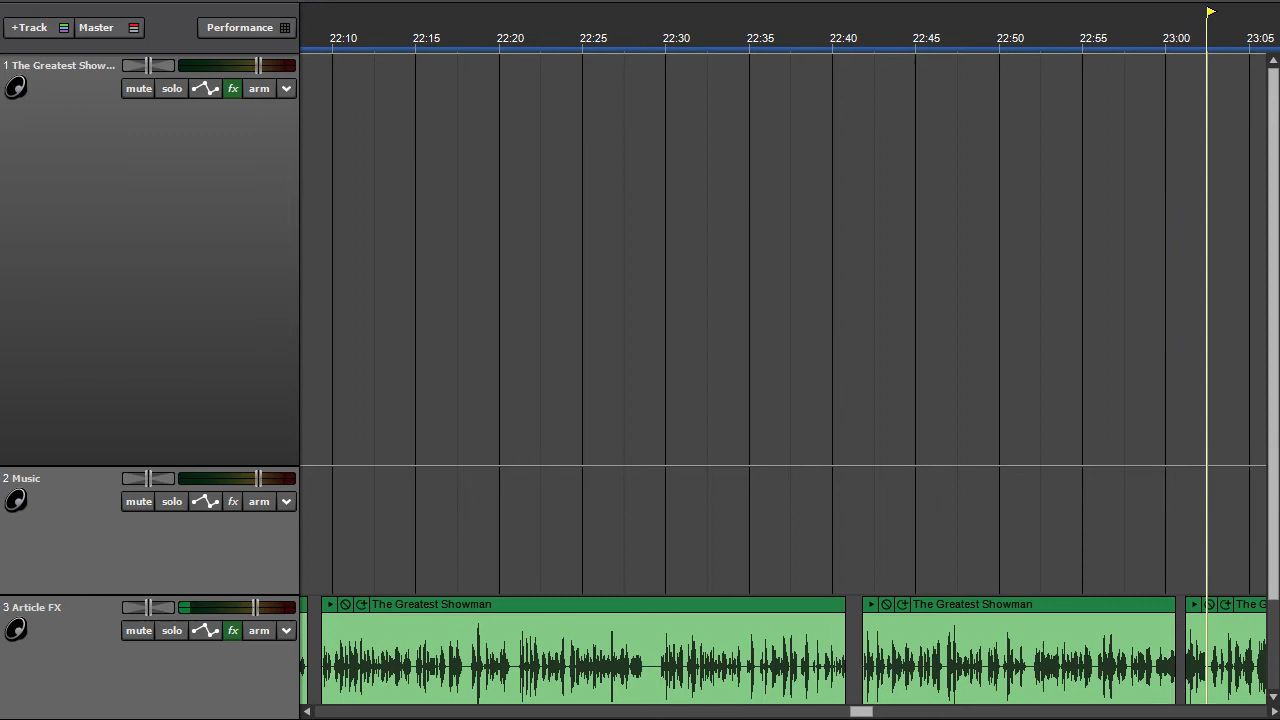 +Track Master Performance
22:10 22:15 22:20 22:25 22:30 22:35 22:40 22:45 22:50 22:55 23:00 23:05
1 The Greatest Show...
mute solo fx arm
2 Music
mute solo fx arm
3 Article FX
The Greatest Showman The Greatest Showman The G
mute solo fx arm